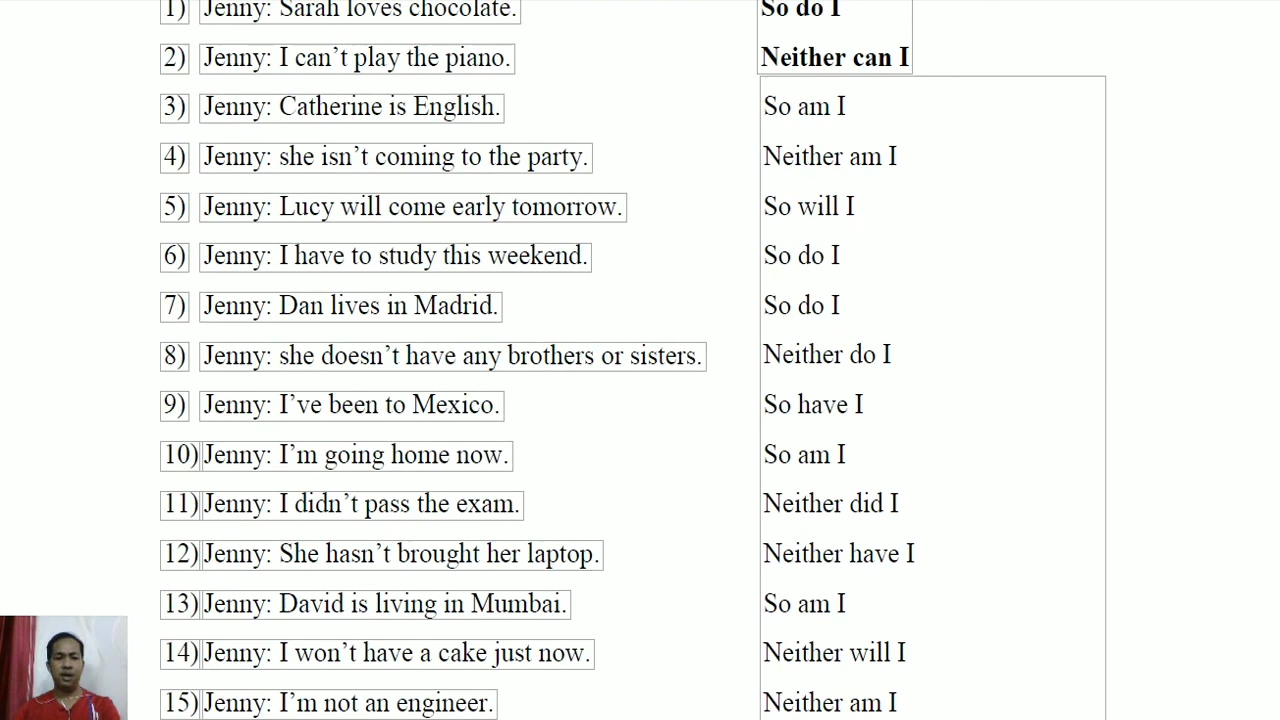 1) Jenny: Sarah loves chocolate. So do I
2) Jenny: I can’t play the piano. Neither can I
3) Jenny: Catherine is English. So am I
4) Jenny: she isn’t coming to the party. Neither am I
5) Jenny: Lucy will come early tomorrow. So will I
6) Jenny: I have to study this weekend. So do I
7) Jenny: Dan lives in Madrid. So do I
8) Jenny: she doesn’t have any brothers or sisters. Neither do I
9) Jenny: I’ve been to Mexico. So have I
10) Jenny: I’m going home now. So am I
11) Jenny: I didn’t pass the exam. Neither did I
12) Jenny: She hasn’t brought her laptop. Neither have I
13) Jenny: David is living in Mumbai. So am I
14) Jenny: I won’t have a cake just now. Neither will I
15) Jenny: I’m not an engineer. Neither am I